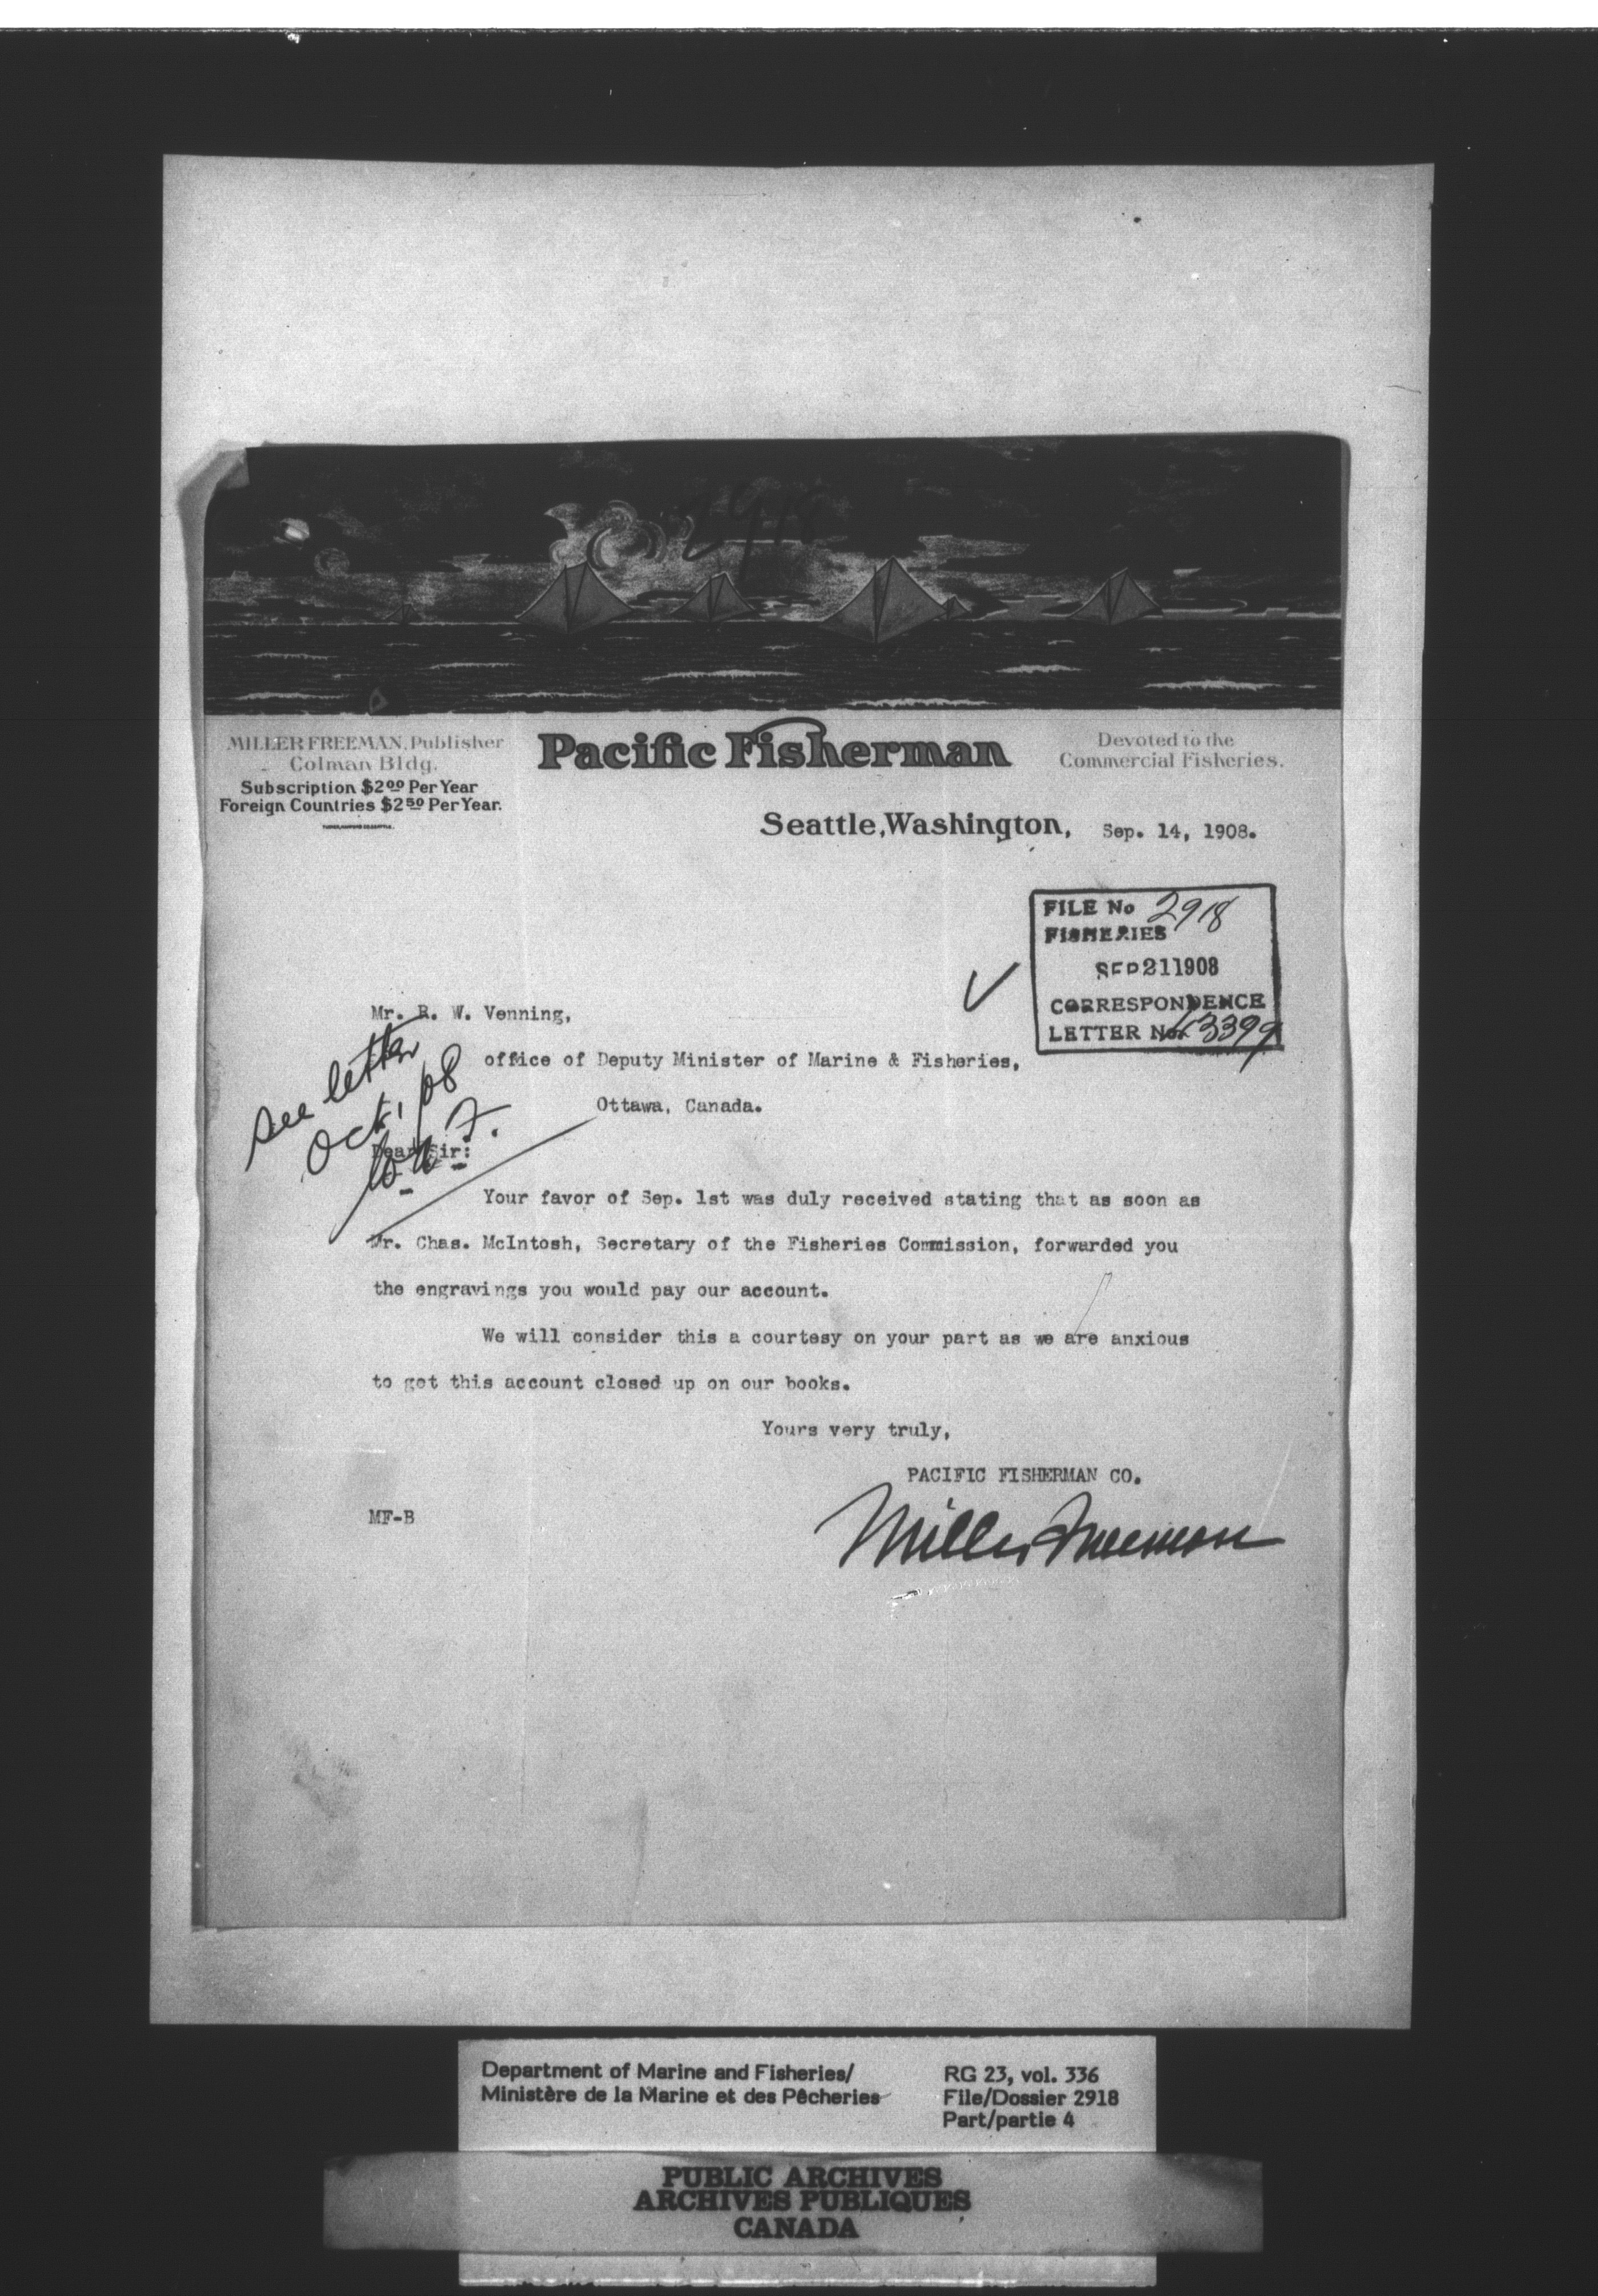 2918
MILLER FREEMAN, Publisher
Colman Bldg.
Subscription $2.00 Per Year
Foreign Countries $2.50 Per Year.
Pacific Fisherman
Devoted to the
Commercial Fisheries.
Seattle, Washington, Sep. 14, 1908.
FILE No 2918
FISHERIES
SEP 21 1908
CORRESPONDENCE
LETTER No. 3399
Mr. R. W. Venning,
office of Deputy Minister of Marine & Fisheries,
Ottawa, Canada.
see letter
Oct, 1/08
Dear Sir:
Your favor of Sep. 1st was duly received stating that as soon as
Mr. Chas. McIntosh, Secretary of the Fisheries Commission, forwarded you
the engravings you would pay our account.
We will consider this a courtesy on your part as we are anxious
to get this account closed up on our books.
Yours very truly,
PACIFIC FISHERMAN CO.
MF-B
Miller Freeman
Department of Marine and Fisheries/
Ministère de la Marine et des Pêcheries
RG 23, vol. 336
File/Dossier 2918
Part/partie 4
PUBLIC ARCHIVES
ARCHIVES PUBLIQUES
CANADA